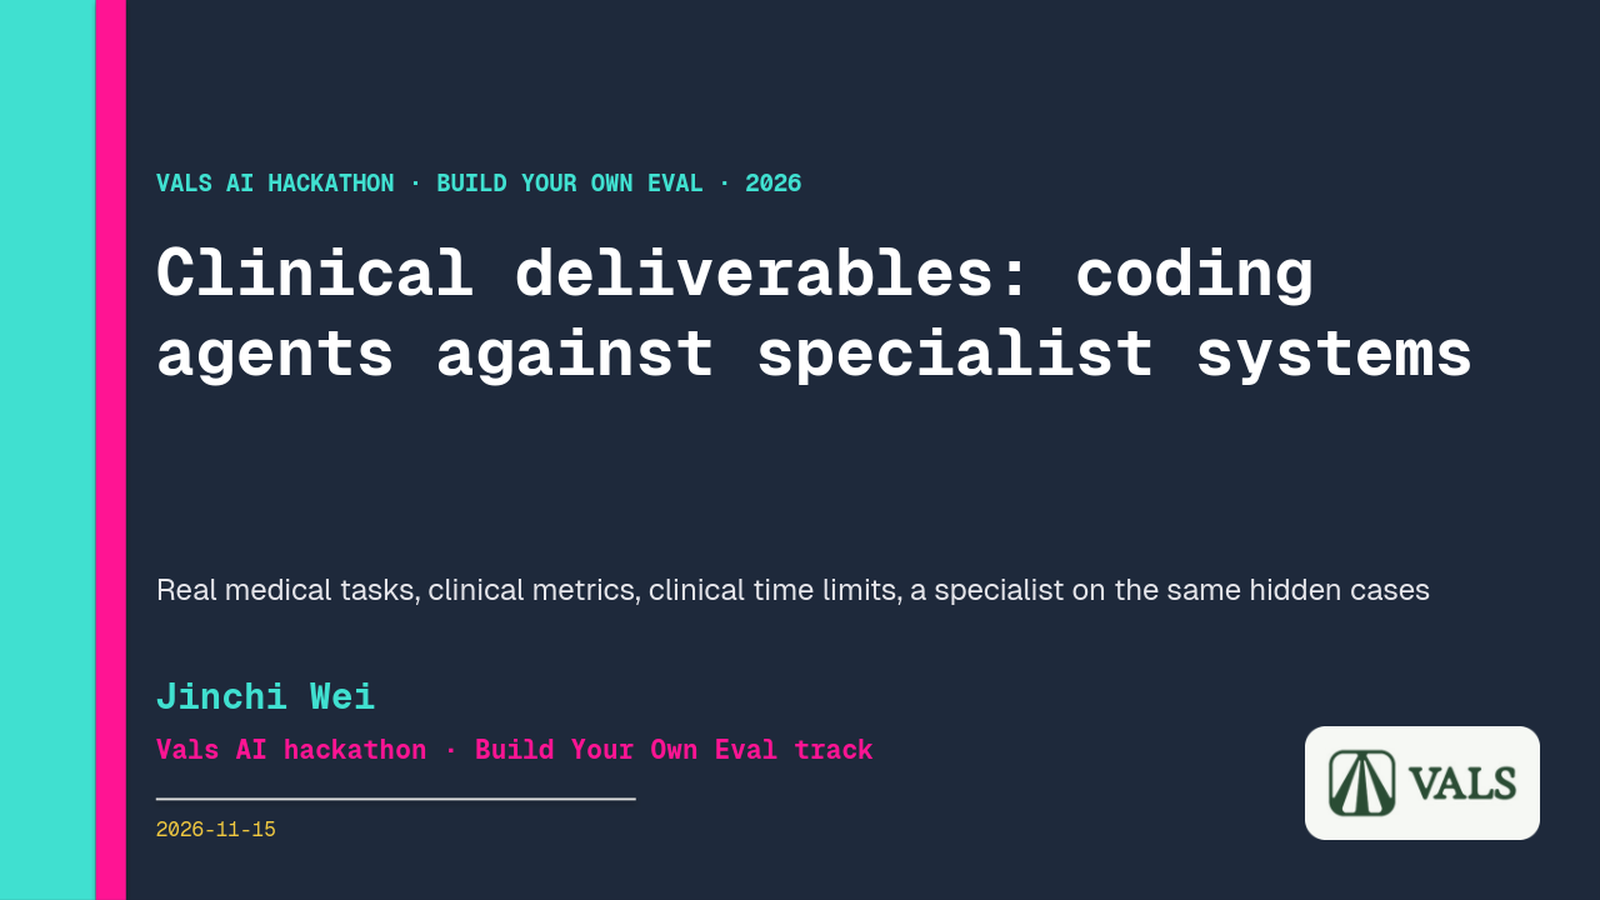 VALS AI HACKATHON · BUILD YOUR OWN EVAL · 2026
Clinical deliverables: coding
agents against specialist systems
Real medical tasks, clinical metrics, clinical time limits, a specialist on the same hidden cases
Jinchi Wei
Vals AI hackathon · Build Your Own Eval track
2026-11-15
VALS